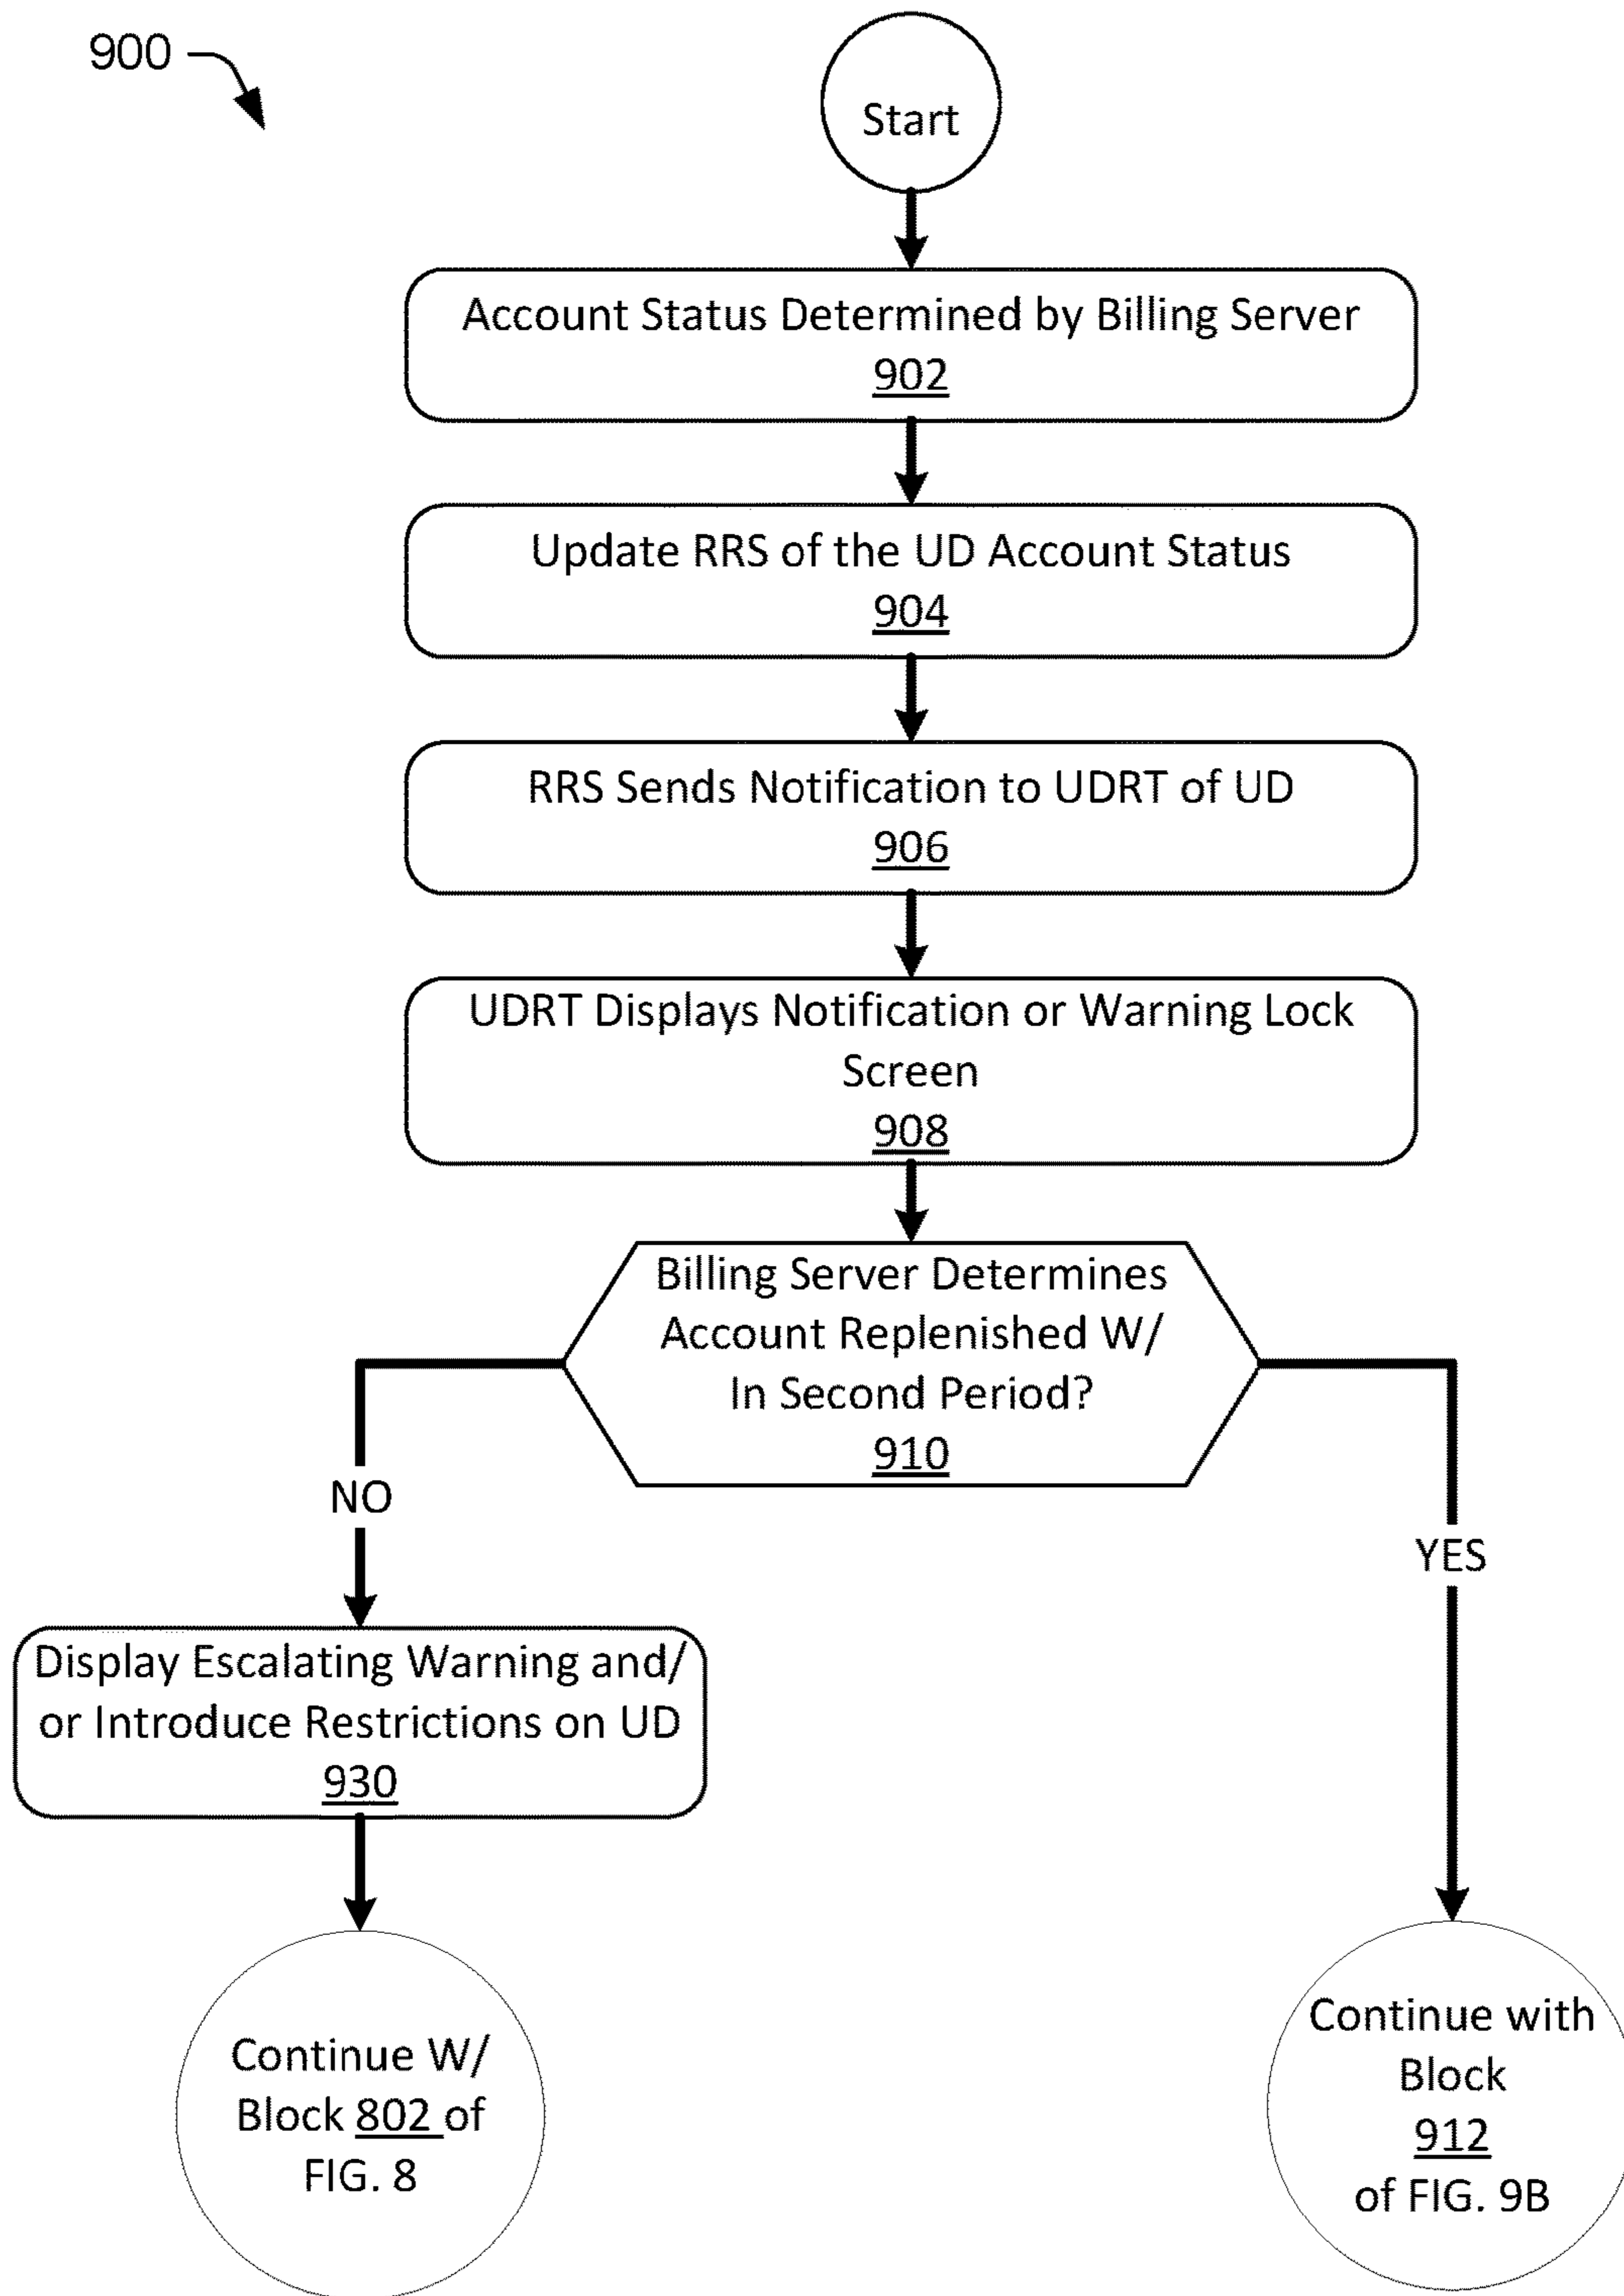 900
Start
Account Status Determined by Billing Server
902
Update RRS of the UD Account Status
904
RRS Sends Notification to UDRT of UD
906
UDRT Displays Notification or Warning Lock
Screen
908
Billing Server Determines
Account Replenished W/
In Second Period?
910
NO
YES
Display Escalating Warning and/
or Introduce Restrictions on UD
930
Continue W/
Block 802 of
FIG. 8
Continue with
Block
912
of FIG. 9B